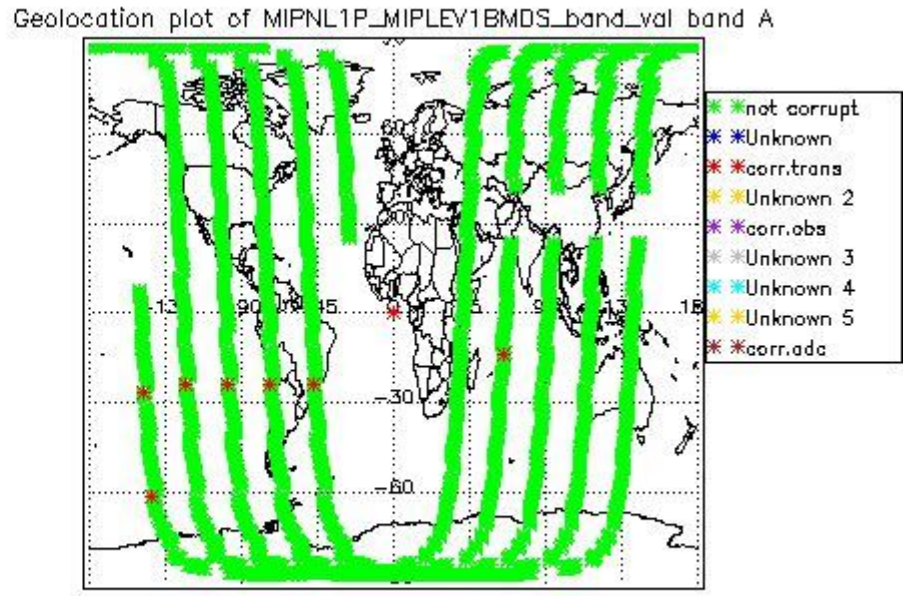 Geolocation plot of MIPNL1P_MIPLEV1BMDS_band_val band A
not corrupt
Unknown
corr.trans
Unknown 2
corr.obs
Unknown 3
Unknown 4
Unknown 5
corr.adc
-30
-60